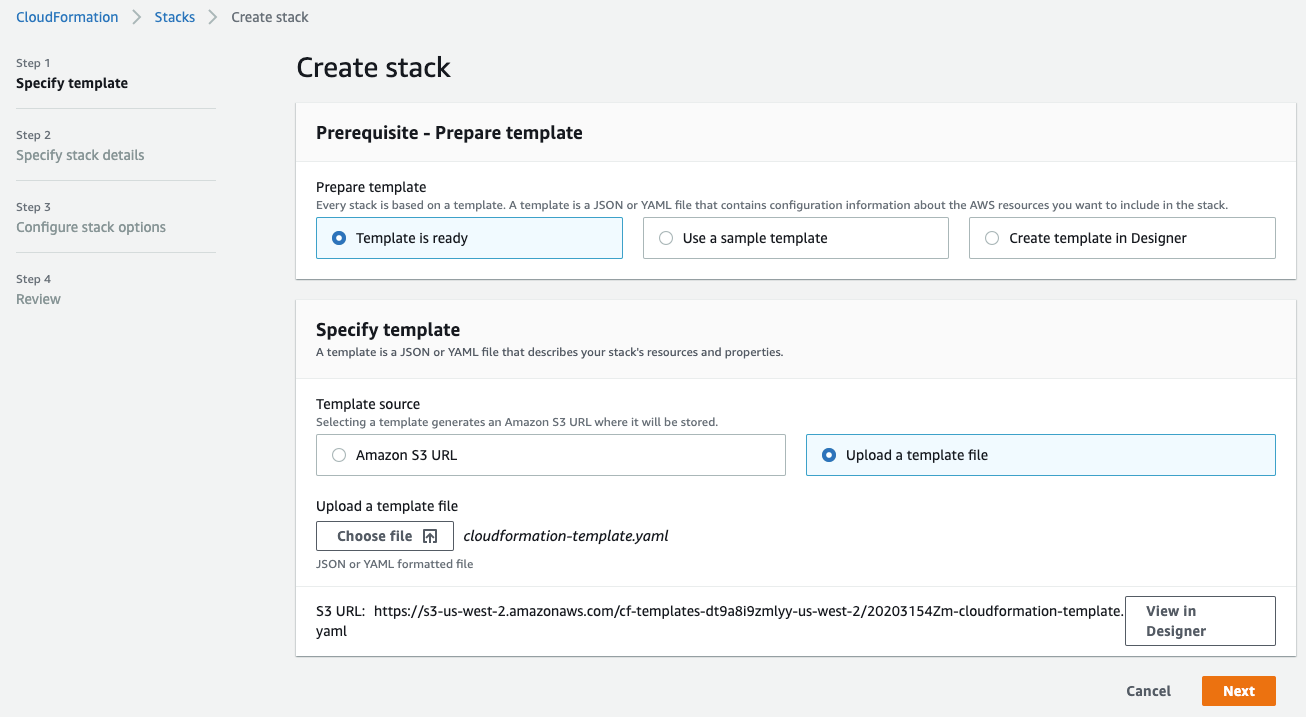 CloudFormation
Stacks
Create stack
Step 1
Specify template
Step 2
Specify stack details
Step 3
Configure stack options
Step 4
Review
Create stack
Prerequisite - Prepare template
Prepare template
Every stack is based on a template. A template is a JSON or YAML file that contains configuration information about the AWS resources you want to include in the stack.
Template is ready
Use a sample template
Create template in Designer
Specify template
A template is a JSON or YAML file that describes your stack's resources and properties.
Template source
Selecting a template generates an Amazon S3 URL where it will be stored.
Amazon S3 URL
Upload a template file
Upload a template file
Choose file
cloudformation-template.yaml
JSON or YAML formatted file
S3 URL: https://s3-us-west-2.amazonaws.com/cf-templates-dt9a8i9zmlyy-us-west-2/20203154Zm-cloudformation-template.
yaml
View in
Designer
Cancel
Next